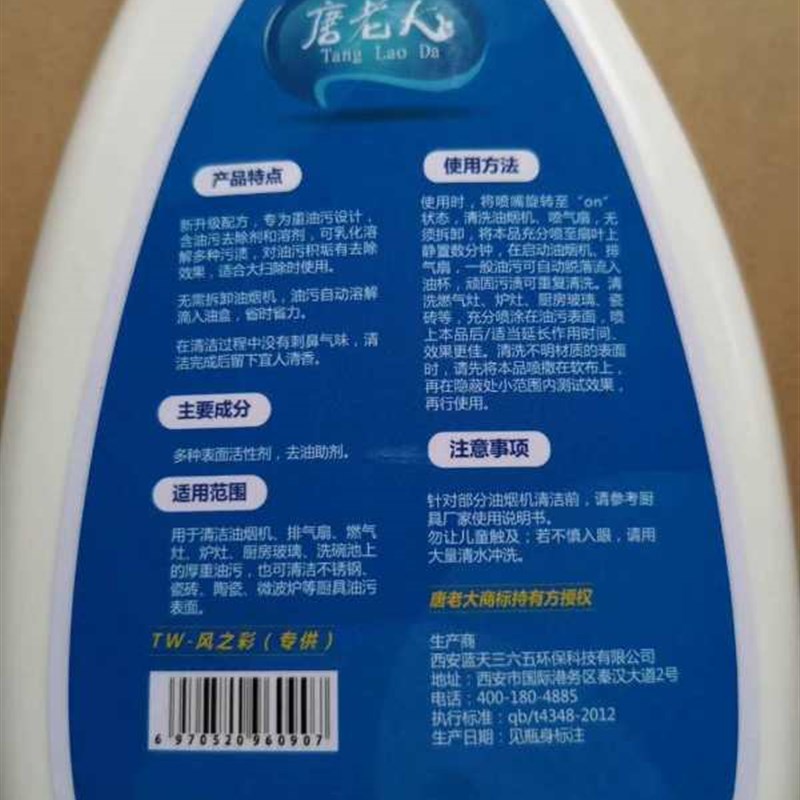 唐老大
Tang Lao Da
产品特点
新升级配方，专为重油污设计，
含油污去除剂和溶剂，可乳化溶
解多种污渍，对油污积垢有去除
效果，适合大扫除时使用。
无需拆卸油烟机，油污自动溶解
滴入油盒，省时省力。
在清洁过程中没有刺鼻气味，清
洁完成后留下宜人清香。
主要成分
多种表面活性剂，去油助剂。
适用范围
用于清洁油烟机、排气扇、燃气
灶、炉灶、厨房玻璃、洗碗池上
的厚重油污，也可清洁不锈钢、
瓷砖、陶瓷、微波炉等厨具油污
表面。
TW-风之彩（专供）
6 970520 960907
使用方法
使用时，将喷嘴旋转至“on”
状态，清洗油烟机、喷气扇，无
须拆卸，将本品充分喷至扇叶上
静置数分钟，在启动油烟机、排
气扇，一般油污可自动脱落流入
油杯，顽固污渍可重复清洗。清
洗燃气灶、炉灶、厨房玻璃、瓷
砖等，充分喷涂在油污表面，喷
上本品后/适当延长作用时间、
效果更佳。清洗不明材质的表面
时，请先将本品喷撒在软布上，
再在隐蔽处小范围内测试效果，
再行使用。
注意事项
针对部分油烟机清洁前，请参考厨
具厂家使用说明书。
勿让儿童触及；若不慎入眼，请用
大量清水冲洗。
唐老大商标持有方授权
生产商
西安蓝天三六五环保科技有限公司
地址：西安市国际港务区秦汉大道2号
电话：400-180-4885
执行标准：qb/t4348-2012
生产日期：见瓶身标注